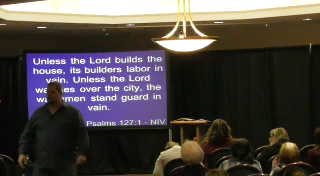 Unless the Lord builds the
house, its builders labor in
vain. Unless the Lord
over the city, the
stand guard in
vain.
Psalms 127:1 - NIV